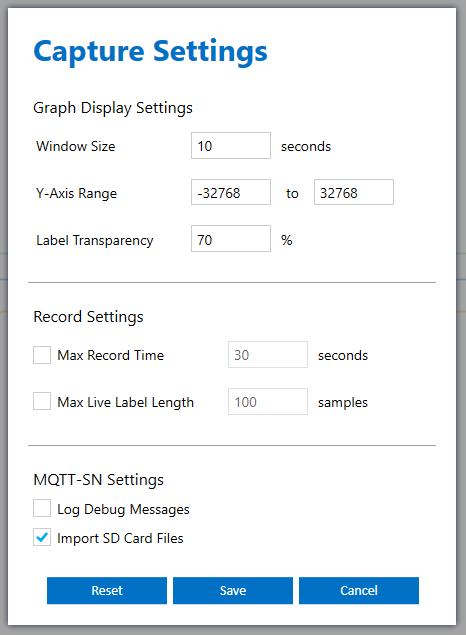 Capture Settings
Graph Display Settings
Window Size 10 seconds
Y-Axis Range -32768 to 32768
Label Transparency 70 %
Record Settings
Max Record Time 30 seconds
Max Live Label Length 100 samples
MQTT-SN Settings
Log Debug Messages
Import SD Card Files
Reset Save Cancel